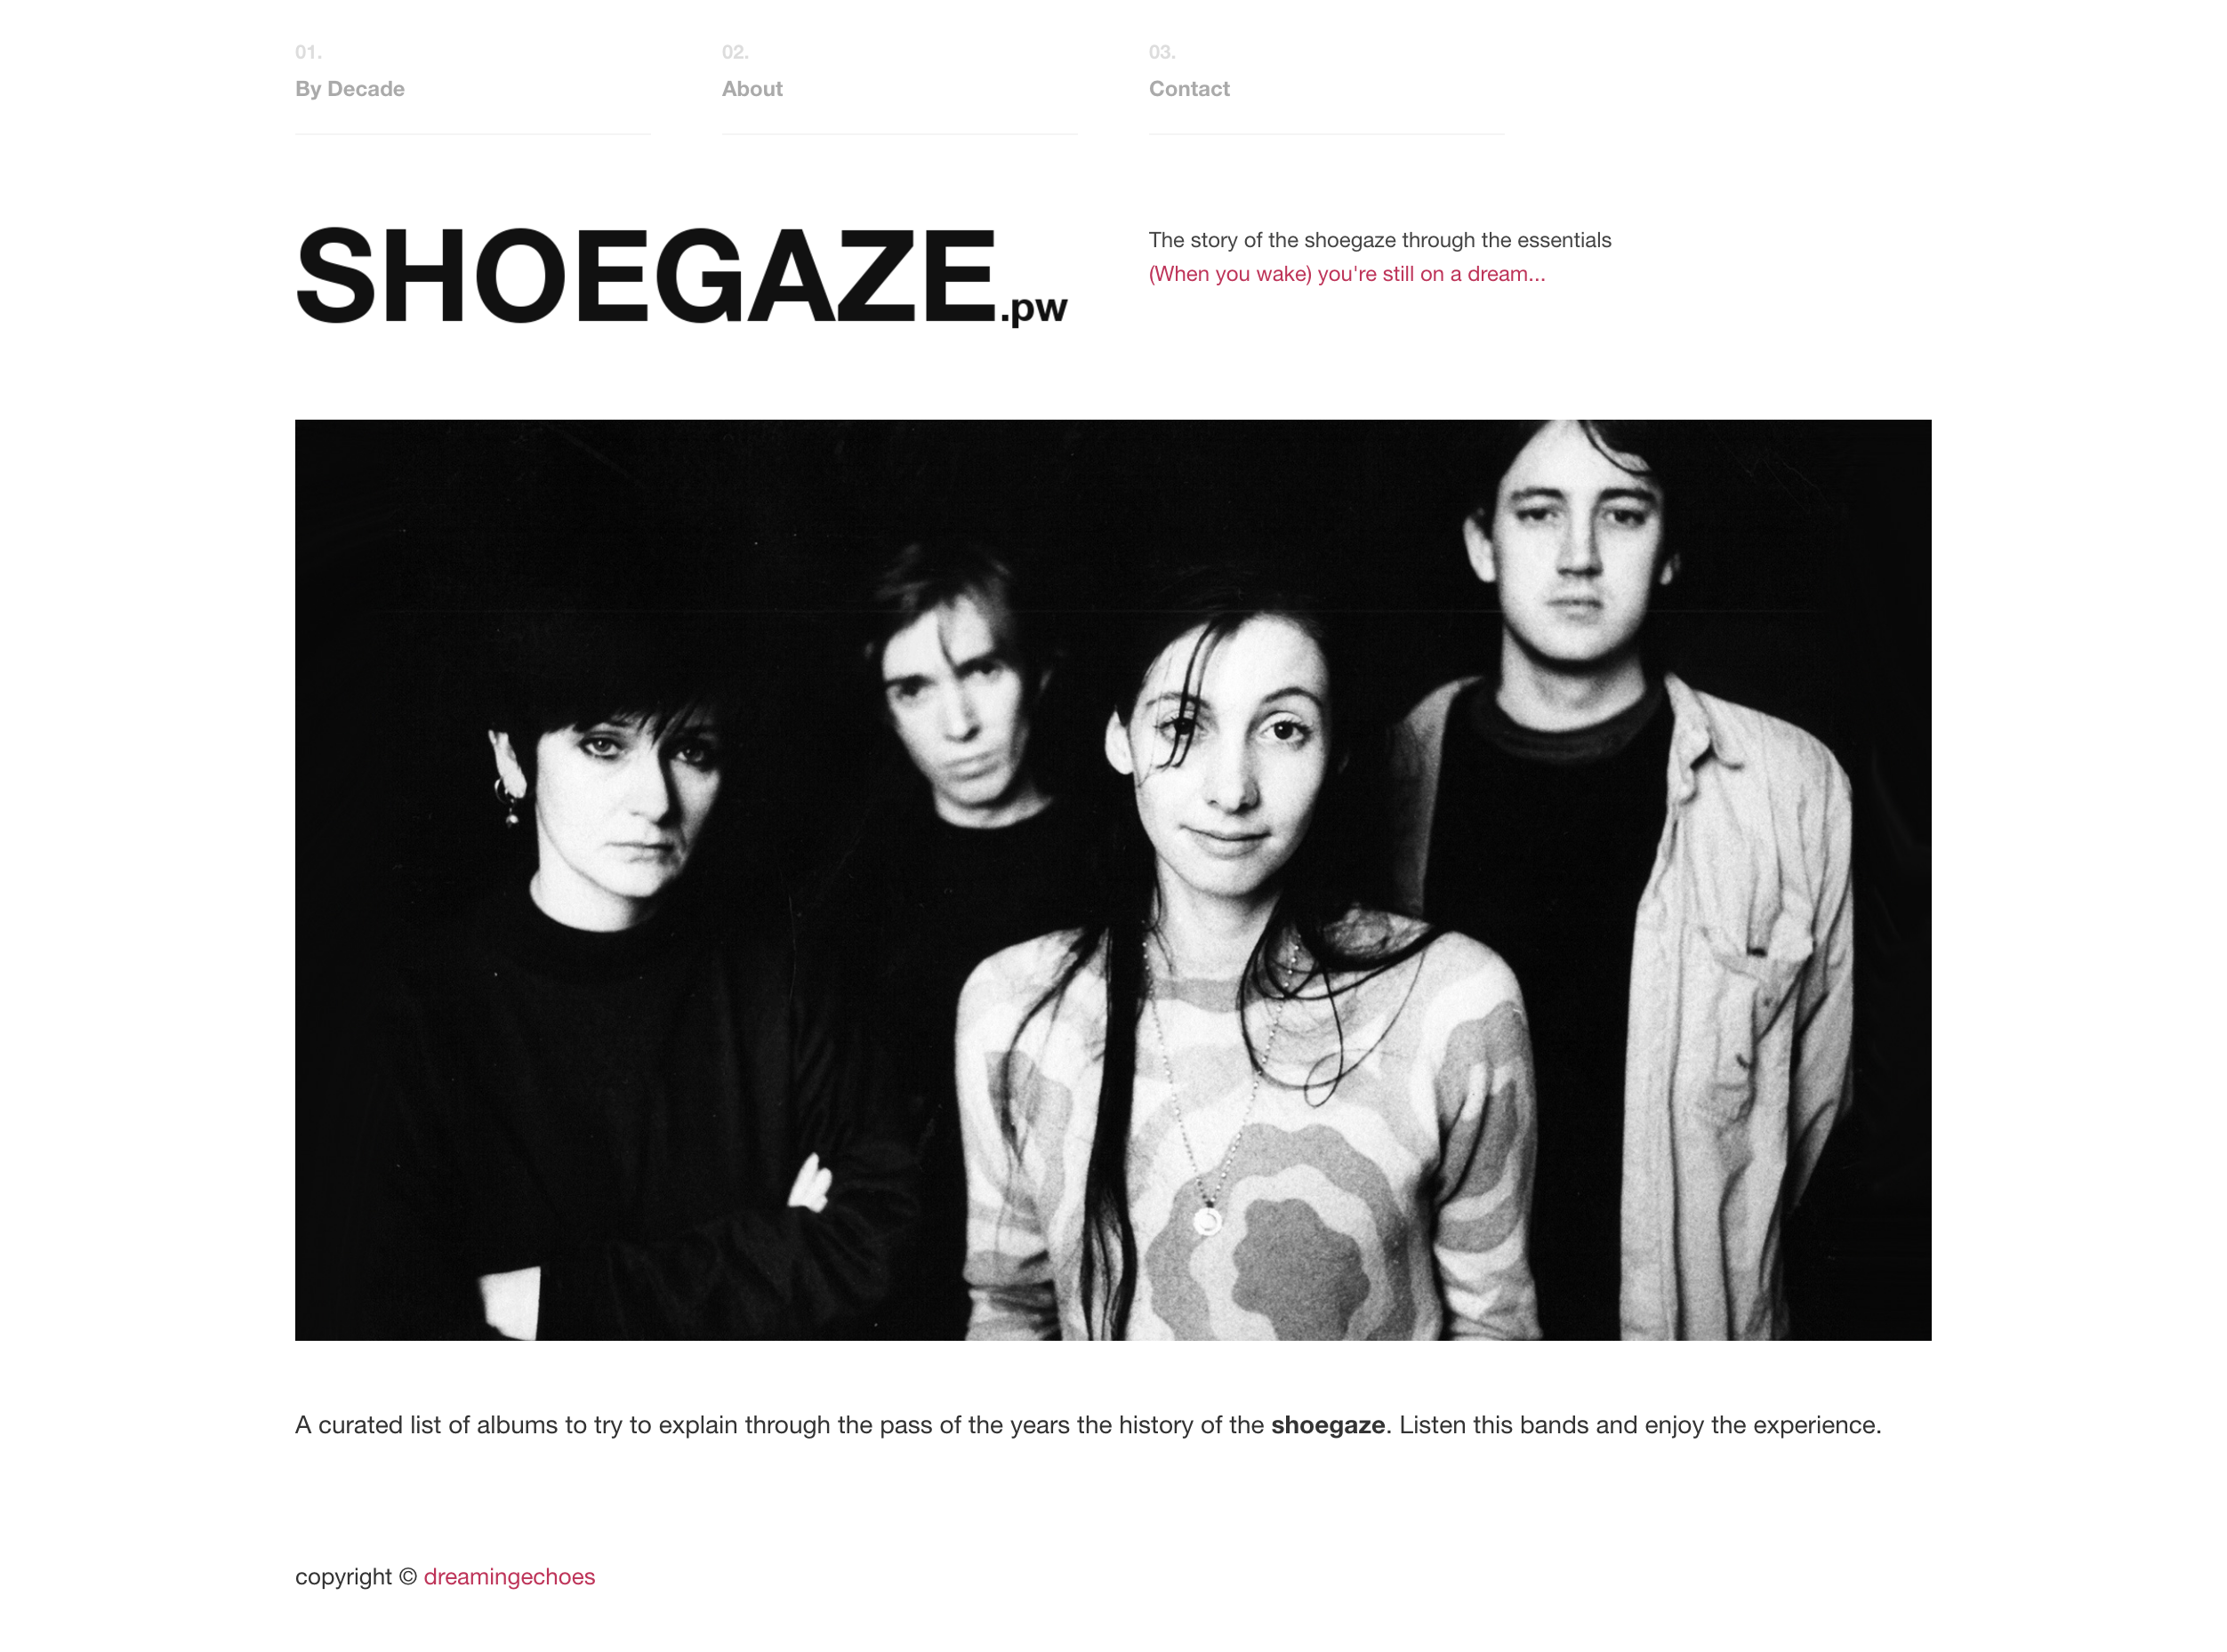 01.
By Decade
02.
About
03.
Contact
SHOEGAZE.pw
The story of the shoegaze through the essentials
(When you wake) you're still on a dream...
A curated list of albums to try to explain through the pass of the years the history of the shoegaze. Listen this bands and enjoy the experience.
copyright © dreamingechoes